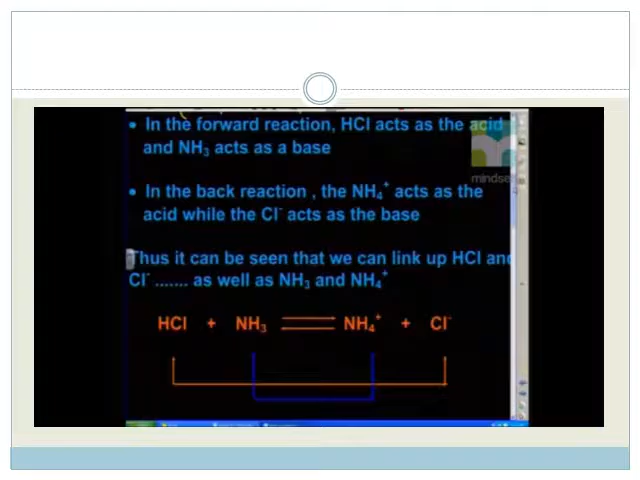 • In the forward reaction, HCl acts as the acid
and NH₃ acts as a base
• In the back reaction , the NH₄⁺ acts as the
acid while the Cl⁻ acts as the base
Thus it can be seen that we can link up HCl and
Cl⁻ ....... as well as NH₃ and NH₄⁺
HCl + NH₃ ⇌ NH₄⁺ + Cl⁻
mindse